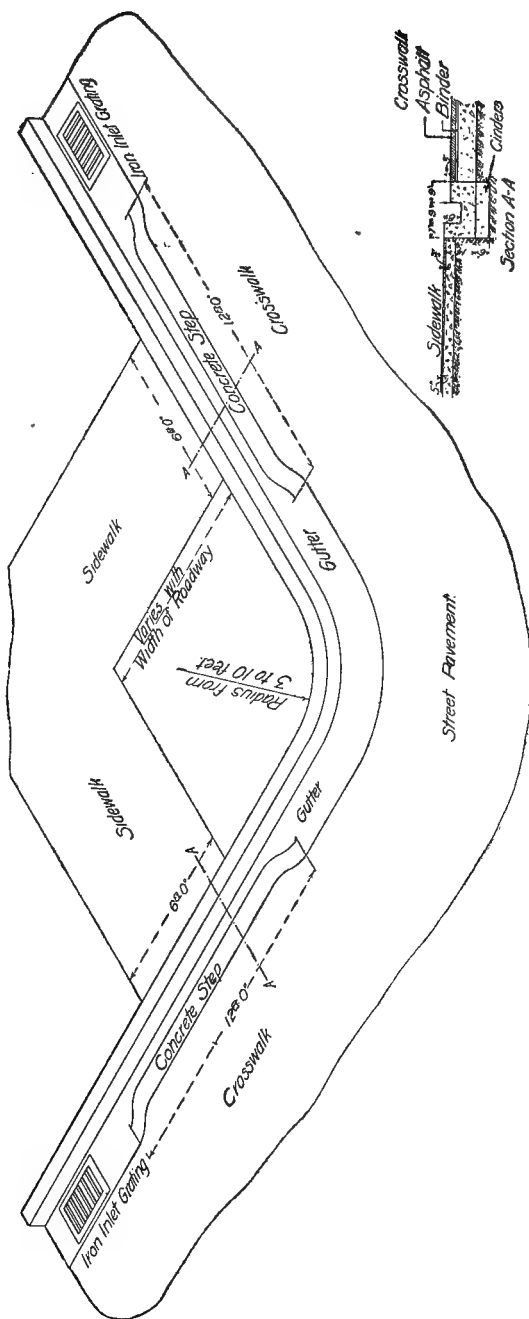 Iron Inlet Grating
Concrete Step
12'-0"
Crosswalk
A
A
6'-0"
Sidewalk
Gutter
Radius from
3 to 10 feet
Varies with
Width of Roadway
Sidewalk
6'-0"
A
A
Gutter
Concrete Step
12'-0"
Crosswalk
Iron Inlet Grating
Street Pavement.
Sidewalk
Crosswalk
Asphalt
Binder
Cinders
Section A-A